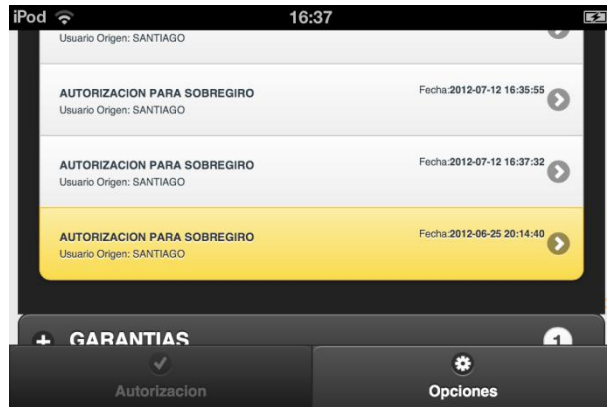 iPod 16:37
Usuario Origen: SANTIAGO
AUTORIZACION PARA SOBREGIRO Fecha:2012-07-12 16:35:55
Usuario Origen: SANTIAGO
AUTORIZACION PARA SOBREGIRO Fecha:2012-07-12 16:37:32
Usuario Origen: SANTIAGO
AUTORIZACION PARA SOBREGIRO Fecha:2012-06-25 20:14:40
Usuario Origen: SANTIAGO
GARANTIAS 1
Autorizacion Opciones